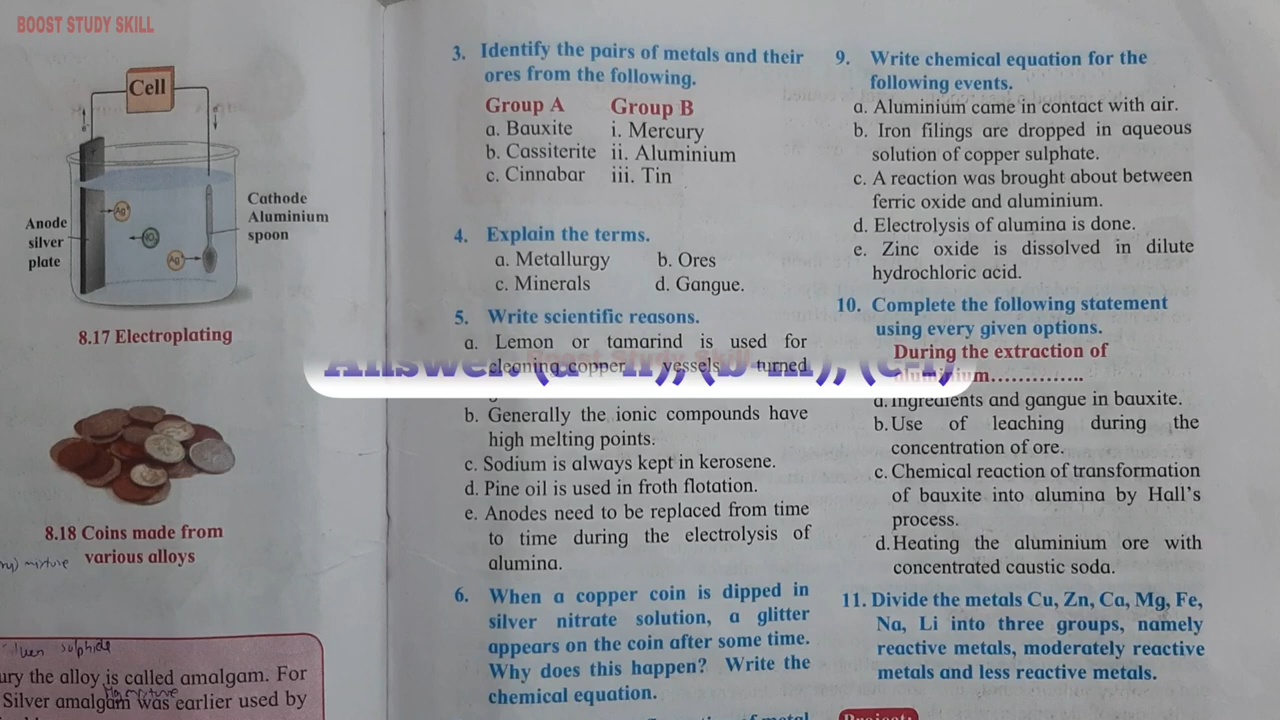 BOOST STUDY SKILL
Cell
Ag+
Ag+
Anode
silver
plate
Cathode
Aluminium
spoon
8.17 Electroplating
8.18 Coins made from
various alloys
mixture
sulphide
ury the alloy is called amalgam. For
Silver amalgam was earlier used by
3. Identify the pairs of metals and their
ores from the following.
Group A Group B
a. Bauxite i. Mercury
b. Cassiterite ii. Aluminium
c. Cinnabar iii. Tin
4. Explain the terms.
a. Metallurgy b. Ores
c. Minerals d. Gangue.
5. Write scientific reasons.
a. Lemon or tamarind is used for
cleaning copper vessels turned
Boost Study Skill
Answer: (a-ii), (b-iii), (c-i)
b. Generally the ionic compounds have
high melting points.
c. Sodium is always kept in kerosene.
d. Pine oil is used in froth flotation.
e. Anodes need to be replaced from time
to time during the electrolysis of
alumina.
6. When a copper coin is dipped in
silver nitrate solution, a glitter
appears on the coin after some time.
Why does this happen? Write the
chemical equation.
of metal
9. Write chemical equation for the
following events.
a. Aluminium came in contact with air.
b. Iron filings are dropped in aqueous
solution of copper sulphate.
c. A reaction was brought about between
ferric oxide and aluminium.
d. Electrolysis of alumina is done.
e. Zinc oxide is dissolved in dilute
hydrochloric acid.
10. Complete the following statement
using every given options.
During the extraction of
aluminium.............
a. Ingredients and gangue in bauxite.
b. Use of leaching during the
concentration of ore.
c. Chemical reaction of transformation
of bauxite into alumina by Hall's
process.
d. Heating the aluminium ore with
concentrated caustic soda.
11. Divide the metals Cu, Zn, Ca, Mg, Fe,
Na, Li into three groups, namely
reactive metals, moderately reactive
metals and less reactive metals.
Project: